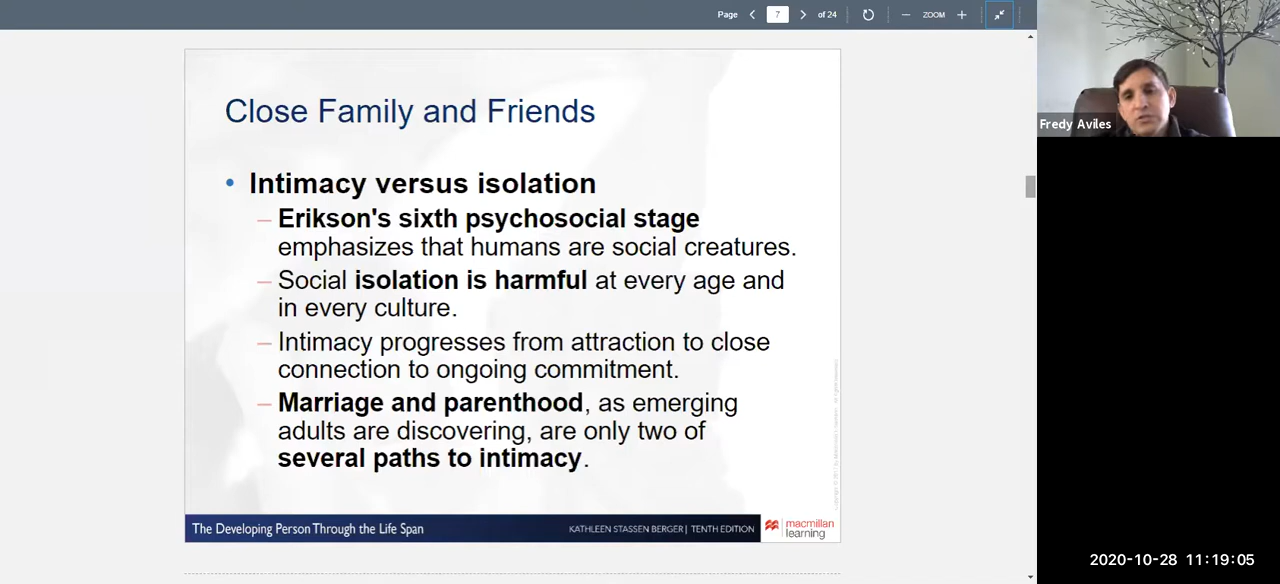 Page 7 of 24 ZOOM
Close Family and Friends
• Intimacy versus isolation
– Erikson's sixth psychosocial stage
emphasizes that humans are social creatures.
– Social isolation is harmful at every age and
in every culture.
– Intimacy progresses from attraction to close
connection to ongoing commitment.
– Marriage and parenthood, as emerging
adults are discovering, are only two of
several paths to intimacy.
The Developing Person Through the Life Span
KATHLEEN STASSEN BERGER| TENTH EDITION
macmillan
learning
Fredy Aviles
2020-10-28 11:19:05